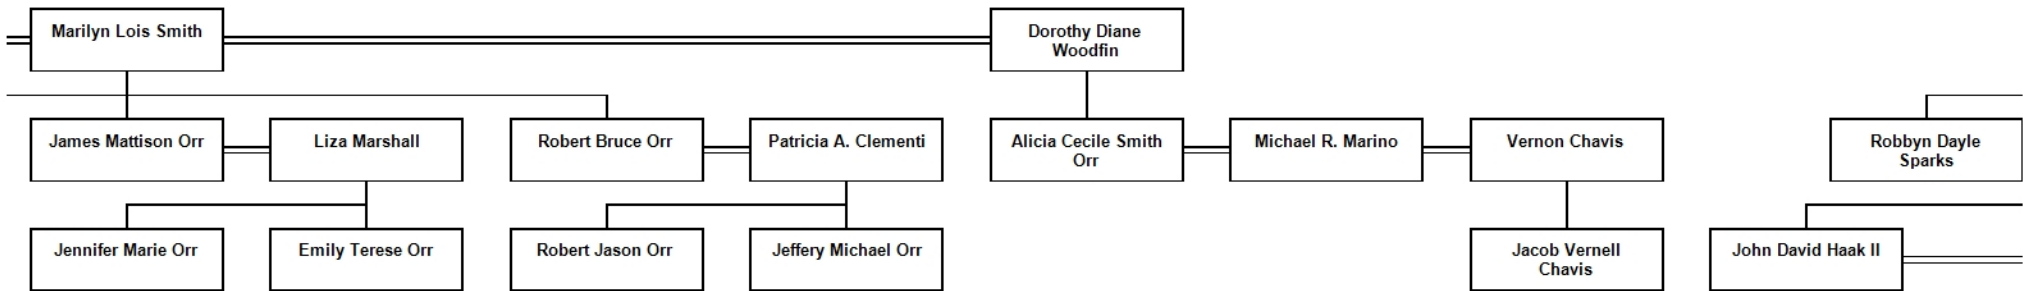 Marilyn Lois Smith
Dorothy Diane
Woodfin
James Mattison Orr
Liza Marshall
Robert Bruce Orr
Patricia A. Clementi
Alicia Cecile Smith
Orr
Michael R. Marino
Vernon Chavis
Robbyn Dayle
Sparks
Jennifer Marie Orr
Emily Terese Orr
Robert Jason Orr
Jeffery Michael Orr
Jacob Vernell
Chavis
John David Haak II